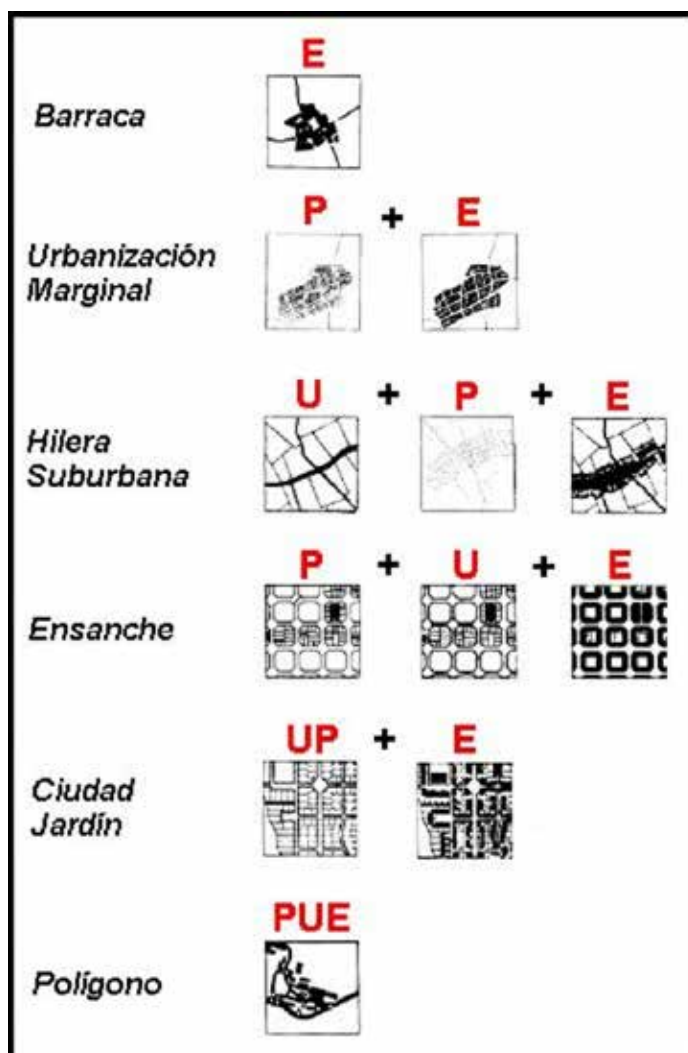 E
Barraca
P + E
Urbanización
Marginal
U + P + E
Hilera
Suburbana
P + U + E
Ensanche
UP + E
Ciudad
Jardín
PUE
Polígono